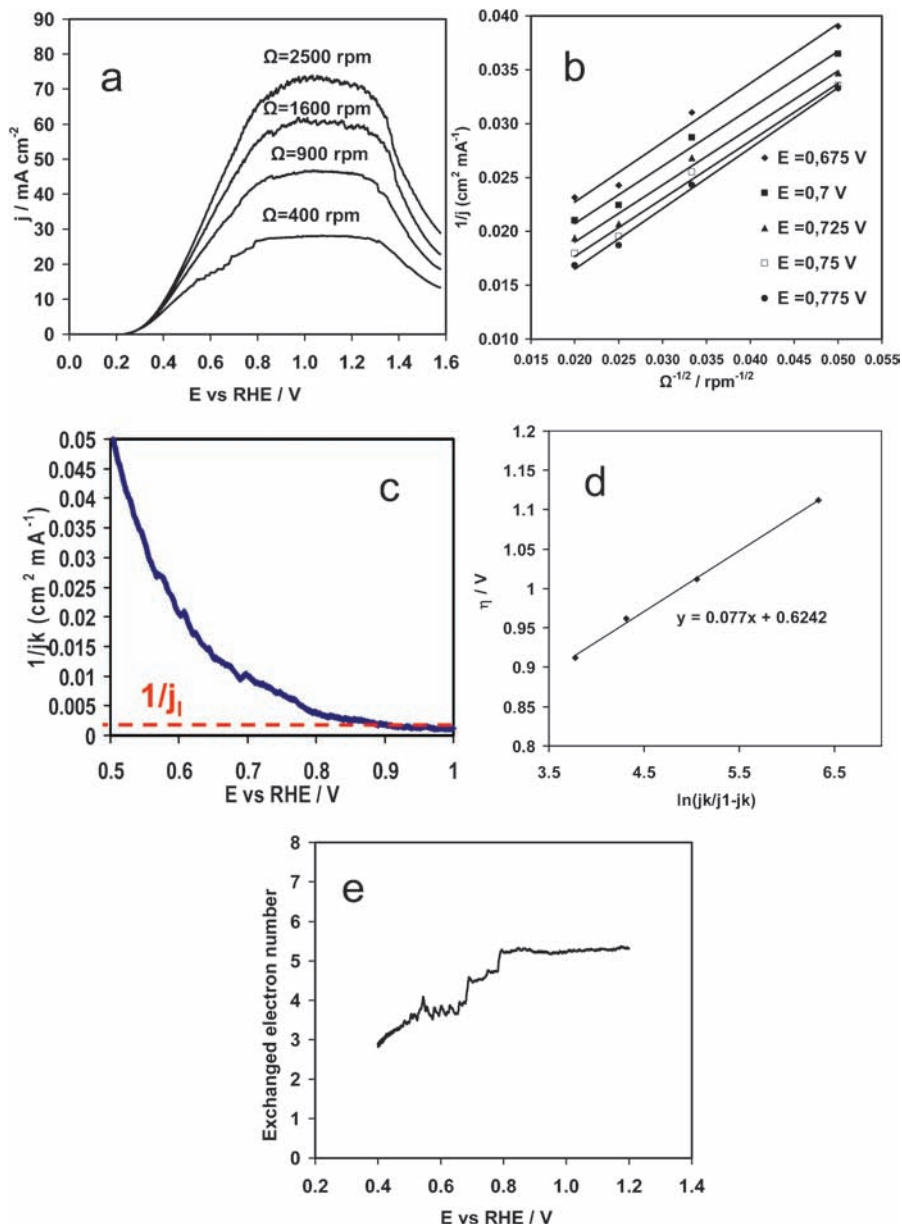 a
90
80
70
60
50
40
30
20
10
0
j / mA cm-2
Ω=2500 rpm
Ω=1600 rpm
Ω=900 rpm
Ω=400 rpm
0.0 0.2 0.4 0.6 0.8 1.0 1.2 1.4 1.6
E vs RHE / V
b
0.040
0.035
0.030
0.025
0.020
0.015
0.010
1/j (cm2 mA-1)
E =0,675 V
E =0,7 V
E =0,725 V
E =0,75 V
E =0,775 V
0.015 0.020 0.025 0.030 0.035 0.040 0.045 0.050 0.055
Ω-1/2 / rpm-1/2
c
0.05
0.045
0.04
0.035
0.03
0.025
0.02
0.015
0.01
0.005
0
1/jk (cm2 mA-1)
1/jl
0.5 0.6 0.7 0.8 0.9 1
E vs RHE / V
d
1.2
1.15
1.1
1.05
1
0.95
0.9
0.85
0.8
η / V
y = 0.077x + 0.6242
3.5 4.5 5.5 6.5
ln(jk/j1-jk)
e
8
7
6
5
4
3
2
1
0
Exchanged electron number
0.2 0.4 0.6 0.8 1.0 1.2 1.4
E vs RHE / V